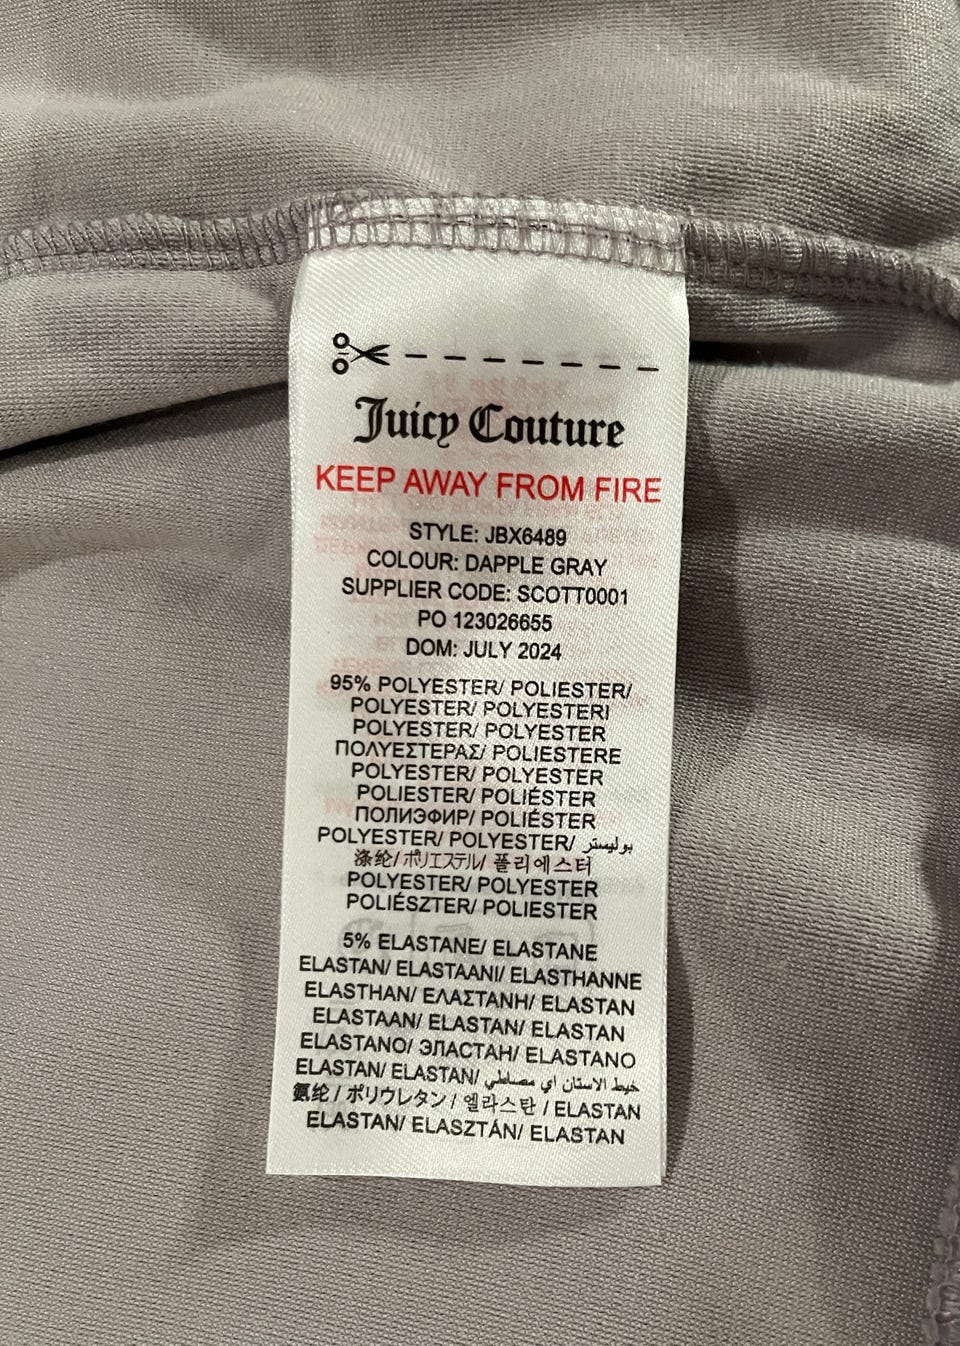 Juicy Couture
KEEP AWAY FROM FIRE
STYLE: JBX6489
COLOUR: DAPPLE GRAY
SUPPLIER CODE: SCOTT0001
PO 123026655
DOM: JULY 2024
95% POLYESTER/ POLIESTER/
POLYESTER/ POLYESTERI
POLYESTER/ POLYESTER
ΠΟΛΥΕΣΤΕΡΑΣ/ POLIESTERE
POLYESTER/ POLYESTER
POLIESTER/ POLIÉSTER
ПОЛИЭФИР/ POLIÉSTER
POLYESTER/ POLYESTER/ بوليستر
涤纶/ ポリエステル/ 폴리에스터
POLYESTER/ POLYESTER
POLIÉSZTER/ POLIESTER
5% ELASTANE/ ELASTANE
ELASTAN/ ELASTAANI/ ELASTHANNE
ELASTHAN/ ΕΛΑΣΤΑΝΗ/ ELASTAN
ELASTAAN/ ELASTAN/ ELASTAN
ELASTANO/ ЭЛАСТАН/ ELASTANO
ELASTAN/ ELASTAN/ خيط الاستان اي مصاطي
氨纶 / ポリウレタン / 엘라스탄 / ELASTAN
ELASTAN/ ELASZTÁN/ ELASTAN